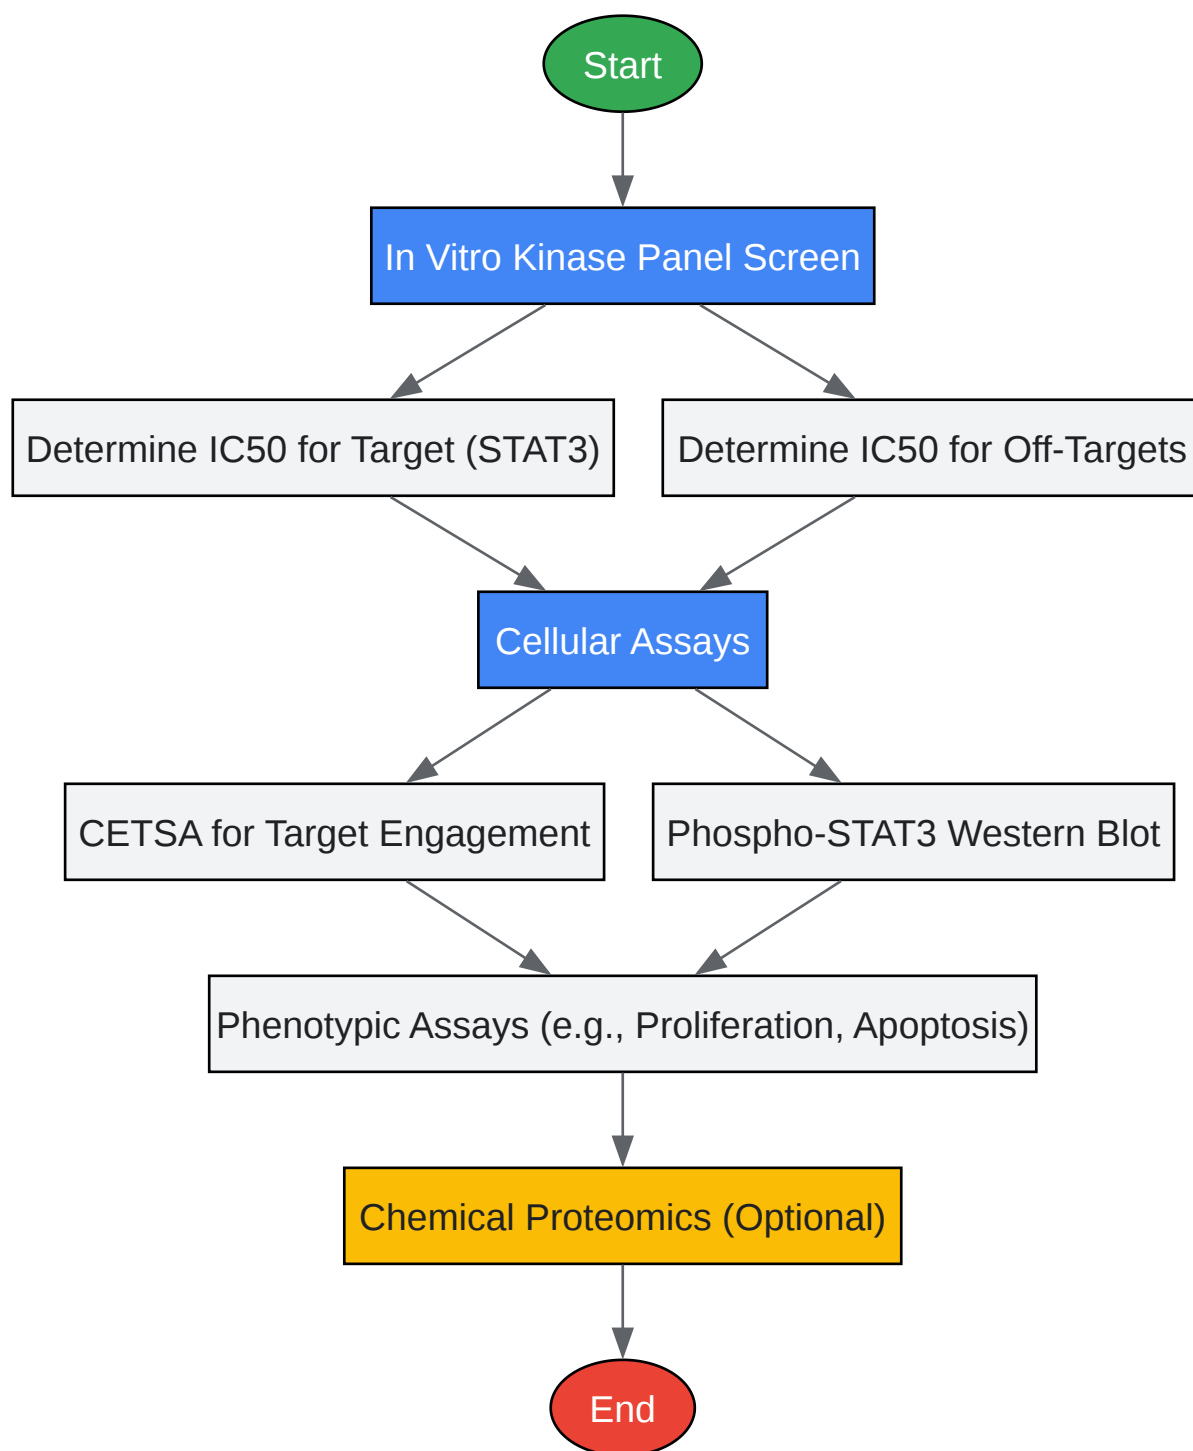 Start
In Vitro Kinase Panel Screen
Determine IC50 for Target (STAT3)
Determine IC50 for Off-Targets
Cellular Assays
CETSA for Target Engagement
Phospho-STAT3 Western Blot
Phenotypic Assays (e.g., Proliferation, Apoptosis)
Chemical Proteomics (Optional)
End